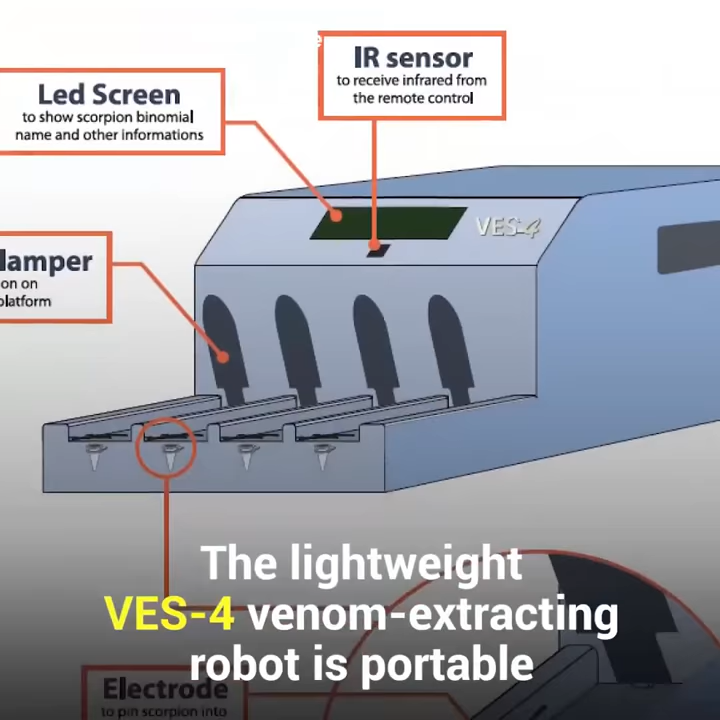 IR sensor
to receive infrared from
the remote control
Led Screen
to show scorpion binomial
name and other informations
VES-4
lamper
on on
platform
The lightweight
VES-4 venom-extracting
robot is portable
Electrode
to pin scorpion into